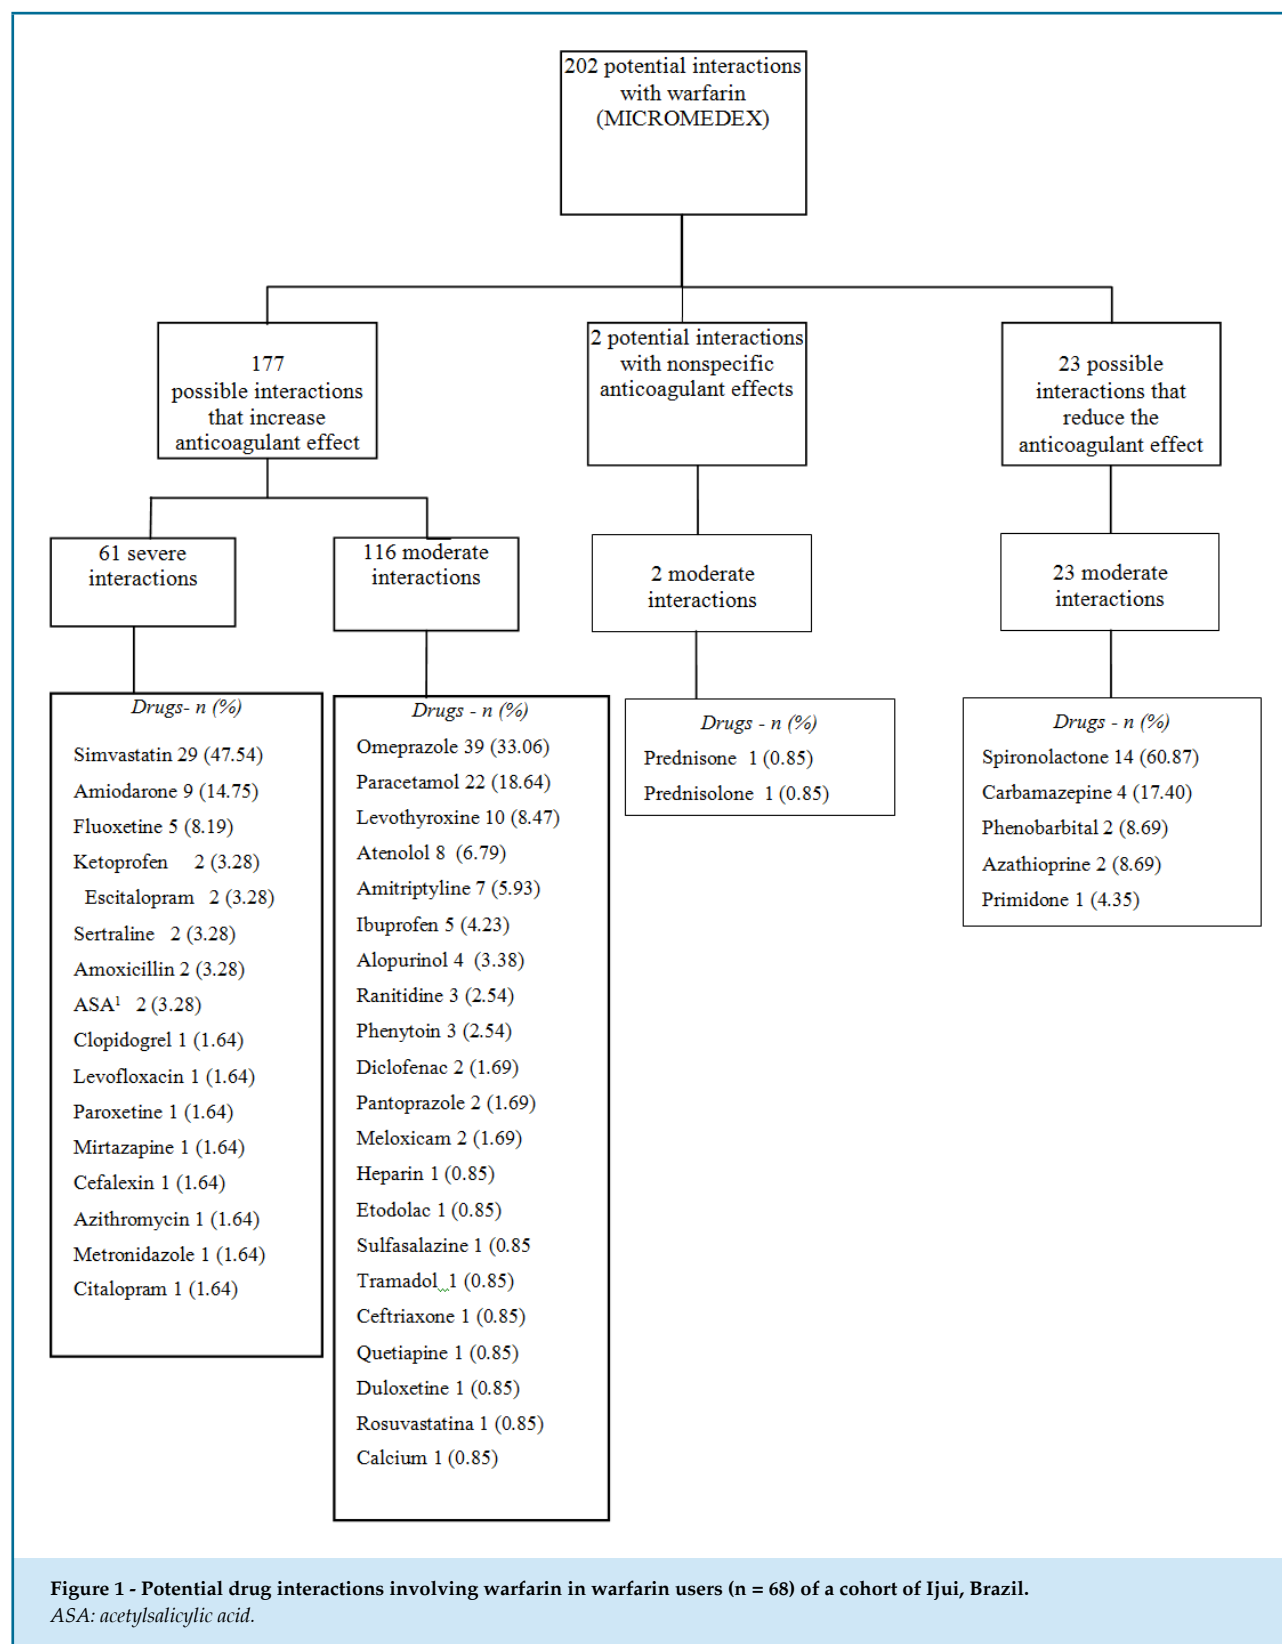 202 potential interactions
with warfarin
(MICROMEDEX)
177
possible interactions
that increase
anticoagulant effect
2 potential interactions
with nonspecific
anticoagulant effects
23 possible
interactions that
reduce the
anticoagulant effect
61 severe
interactions
116 moderate
interactions
2 moderate
interactions
23 moderate
interactions
Drugs- n (%)
Simvastatin 29 (47.54)
Amiodarone 9 (14.75)
Fluoxetine 5 (8.19)
Ketoprofen 2 (3.28)
Escitalopram 2 (3.28)
Sertraline 2 (3.28)
Amoxicillin 2 (3.28)
ASA¹ 2 (3.28)
Clopidogrel 1 (1.64)
Levofloxacin 1 (1.64)
Paroxetine 1 (1.64)
Mirtazapine 1 (1.64)
Cefalexin 1 (1.64)
Azithromycin 1 (1.64)
Metronidazole 1 (1.64)
Citalopram 1 (1.64)
Drugs - n (%)
Omeprazole 39 (33.06)
Paracetamol 22 (18.64)
Levothyroxine 10 (8.47)
Atenolol 8 (6.79)
Amitriptyline 7 (5.93)
Ibuprofen 5 (4.23)
Alopurinol 4 (3.38)
Ranitidine 3 (2.54)
Phenytoin 3 (2.54)
Diclofenac 2 (1.69)
Pantoprazole 2 (1.69)
Meloxicam 2 (1.69)
Heparin 1 (0.85)
Etodolac 1 (0.85)
Sulfasalazine 1 (0.85
Tramadol 1 (0.85)
Ceftriaxone 1 (0.85)
Quetiapine 1 (0.85)
Duloxetine 1 (0.85)
Rosuvastatina 1 (0.85)
Calcium 1 (0.85)
Drugs - n (%)
Prednisone 1 (0.85)
Prednisolone 1 (0.85)
Drugs - n (%)
Spironolactone 14 (60.87)
Carbamazepine 4 (17.40)
Phenobarbital 2 (8.69)
Azathioprine 2 (8.69)
Primidone 1 (4.35)
Figure 1 - Potential drug interactions involving warfarin in warfarin users (n = 68) of a cohort of Ijui, Brazil.
ASA: acetylsalicylic acid.